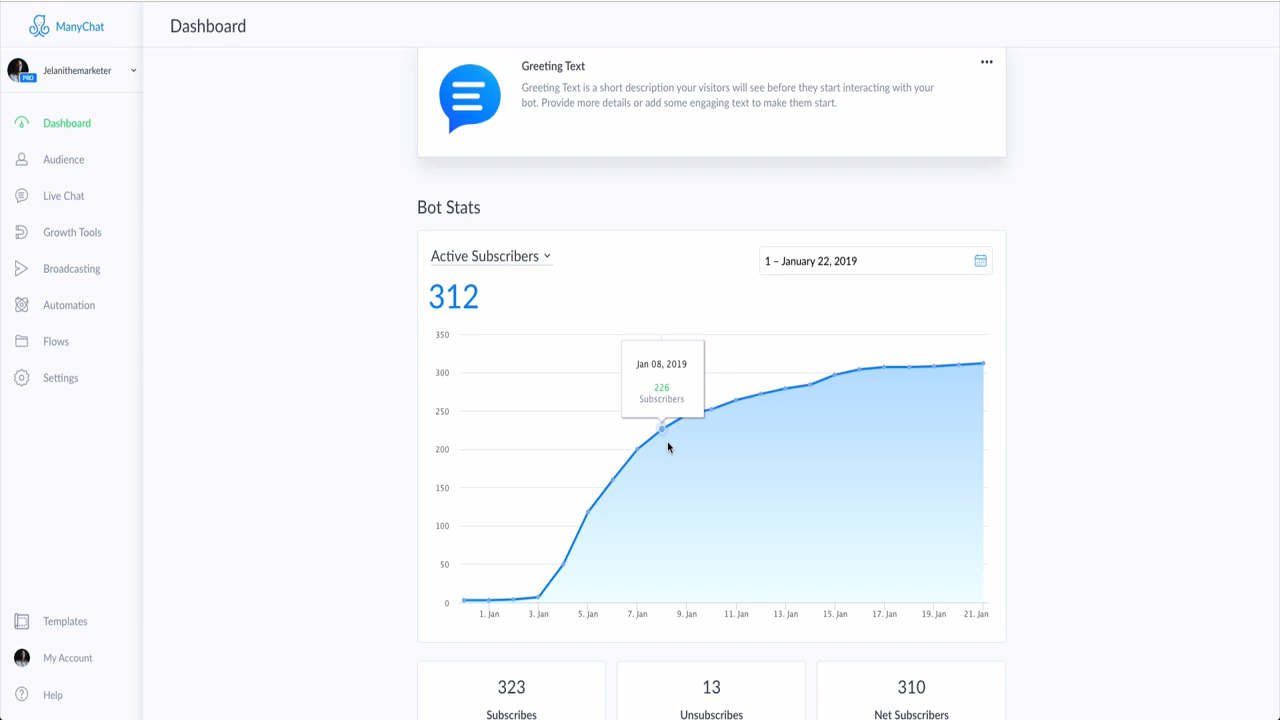 ManyChat
Dashboard
Jelanithemarketer
PRO
Dashboard
Audience
Live Chat
Growth Tools
Broadcasting
Automation
Flows
Settings
Templates
My Account
Help
Greeting Text
Greeting Text is a short description your visitors will see before they start interacting with your
bot. Provide more details or add some engaging text to make them start.
Bot Stats
Active Subscribers
1 – January 22, 2019
312
350
300
250
200
150
100
50
0
Jan 08, 2019
226
Subscribers
1. Jan
3. Jan
5. Jan
7. Jan
9. Jan
11. Jan
13. Jan
15. Jan
17. Jan
19. Jan
21. Jan
323
Subscribes
13
Unsubscribes
310
Net Subscribers